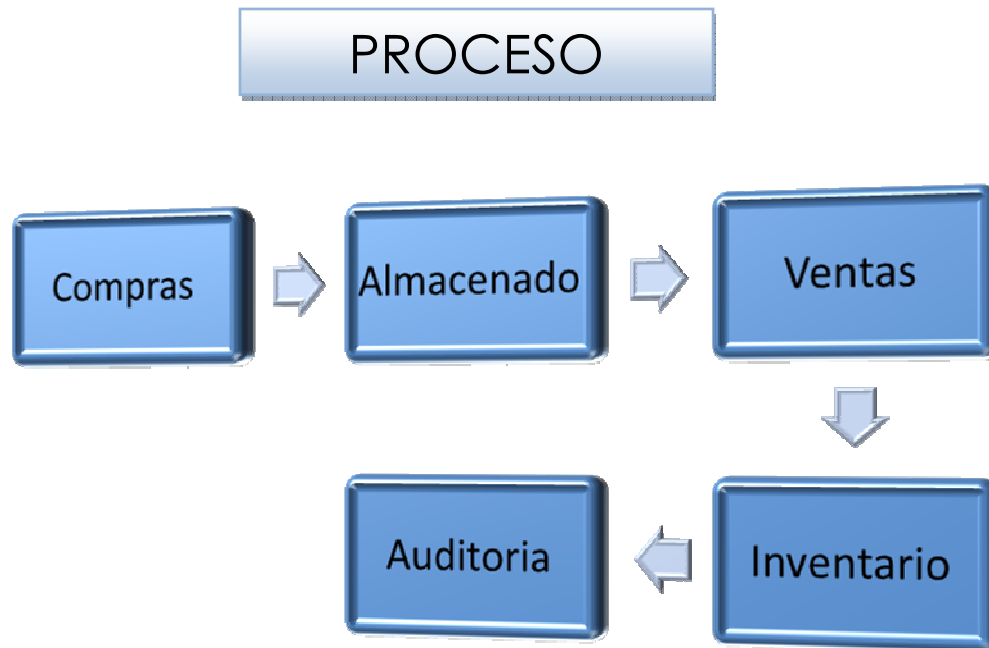 PROCESO
Compras
Almacenado
Ventas
Inventario
Auditoria